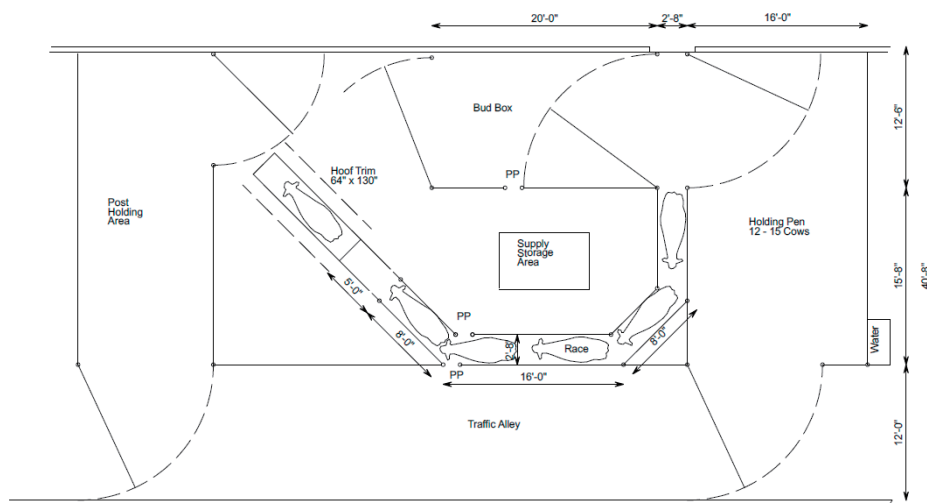 20'-0"
2'-8"
16'-0"
Bud Box
12'-6"
PP
Hoof Trim
64" x 130"
Post
Holding
Area
Holding Pen
12 - 15 Cows
Supply
Storage
Area
15'-8"
40'-8"
5'-0"
PP
8'-0"
2'-8"
Race
8'-0"
Water
PP
16'-0"
Traffic Alley
12'-0"